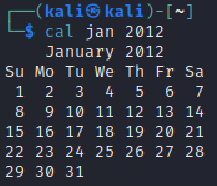 ┌──(kali㉿kali)-[~]
└─$ cal jan 2012
    January 2012
Su Mo Tu We Th Fr Sa
 1  2  3  4  5  6  7
 8  9 10 11 12 13 14
15 16 17 18 19 20 21
22 23 24 25 26 27 28
29 30 31